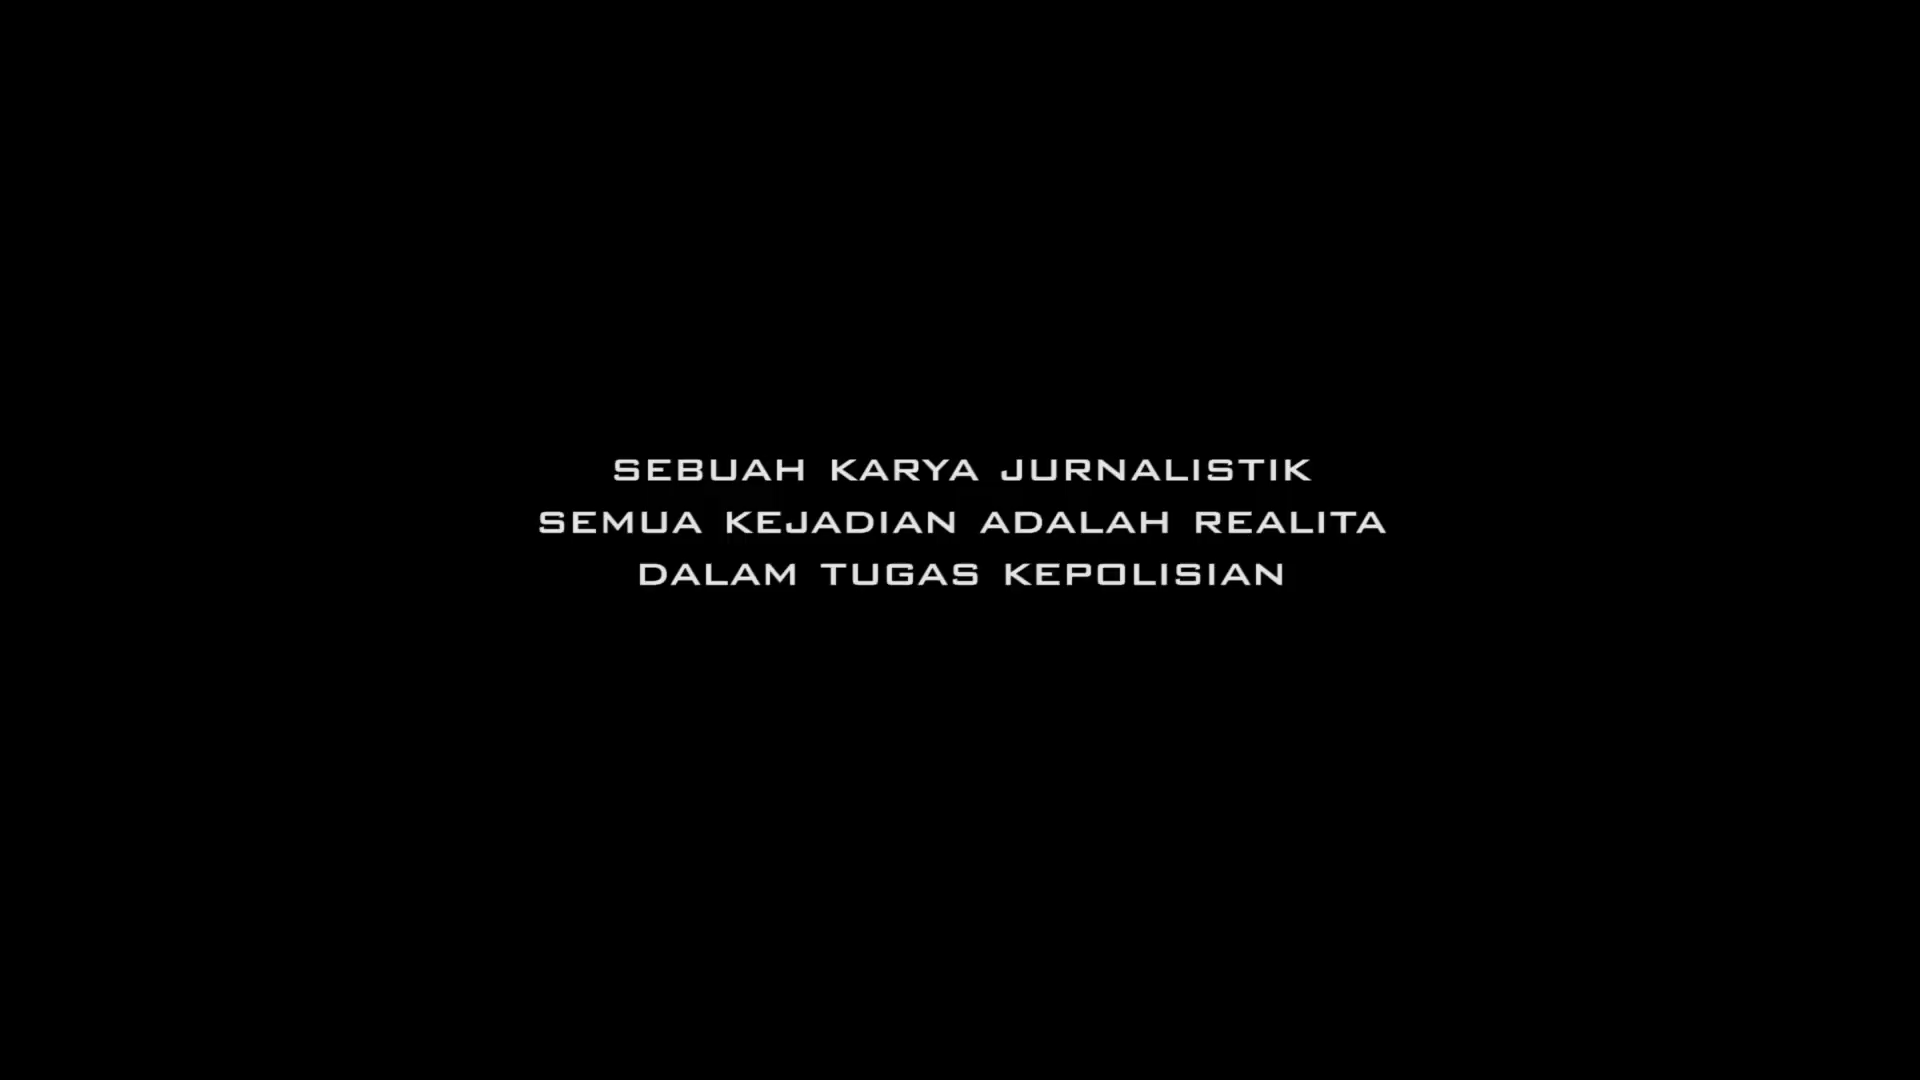 SEBUAH KARYA JURNALISTIK
SEMUA KEJADIAN ADALAH REALITA
DALAM TUGAS KEPOLISIAN